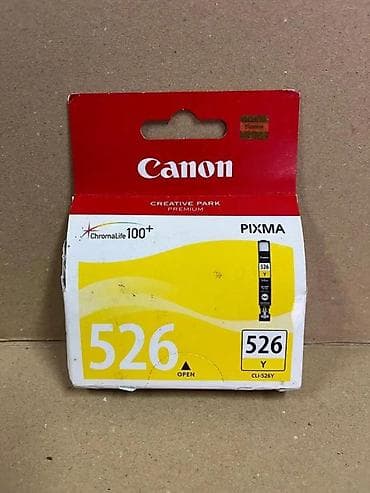 Canon
CREATIVE PARK
PREMIUM
ChromaLife100+
PIXMA
526
Y
526
OPEN
526
Y
CLI-526Y